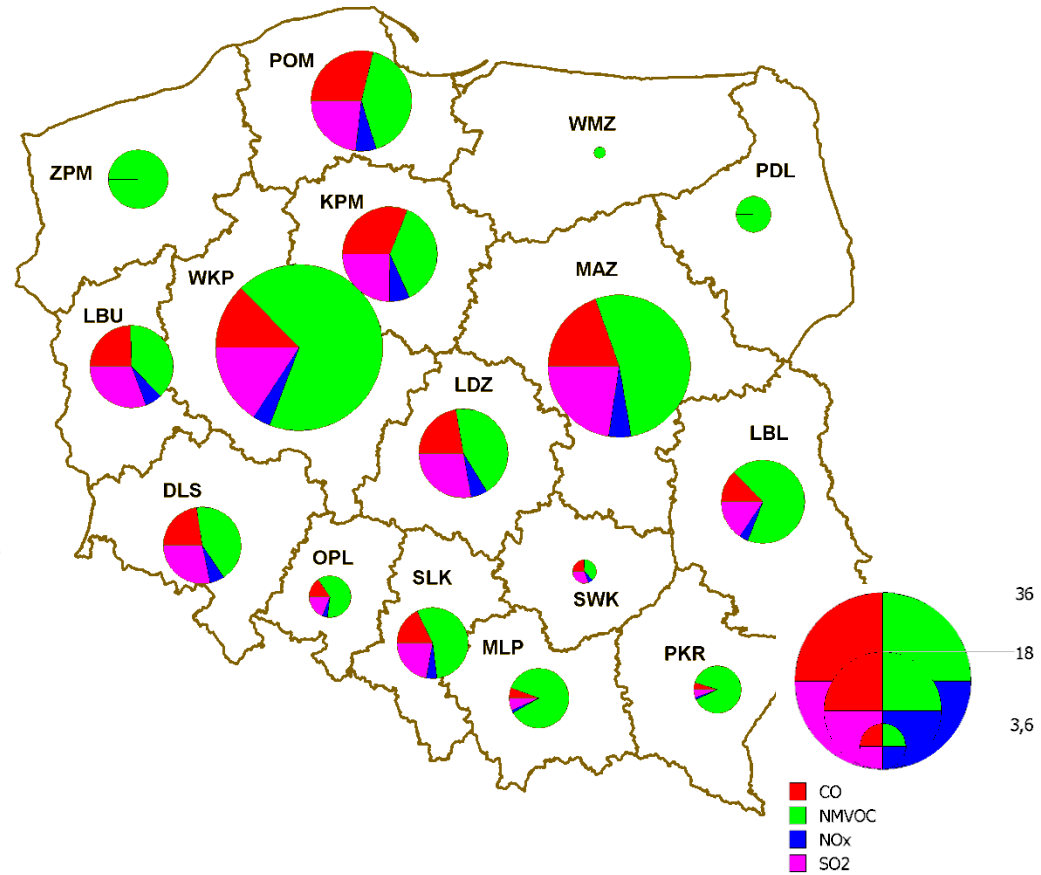 POM
WMZ
ZPM
PDL
KPM
WKP
MAZ
LBU
LDZ
LBL
DLS
OPL
SLK
SWK
MLP
PKR
36
18
3,6
CO
NMVOC
NOx
SO2